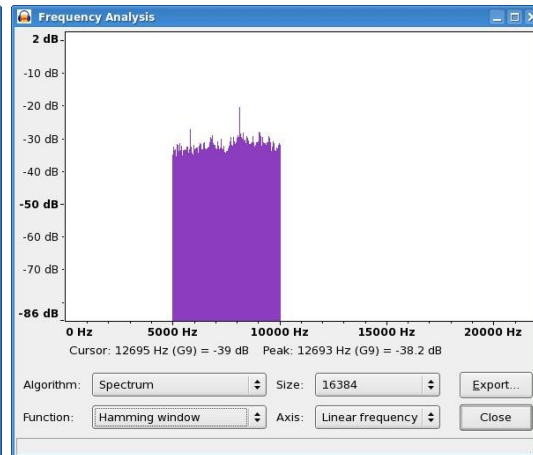 Frequency Analysis
2 dB
-10 dB
-20 dB
-30 dB
-40 dB
-50 dB
-60 dB
-70 dB
-86 dB
0 Hz 5000 Hz 10000 Hz 15000 Hz 20000 Hz
Cursor: 12695 Hz (G9) = -39 dB Peak: 12693 Hz (G9) = -38.2 dB
Algorithm: Spectrum Size: 16384 Export...
Function: Hamming window Axis: Linear frequency Close